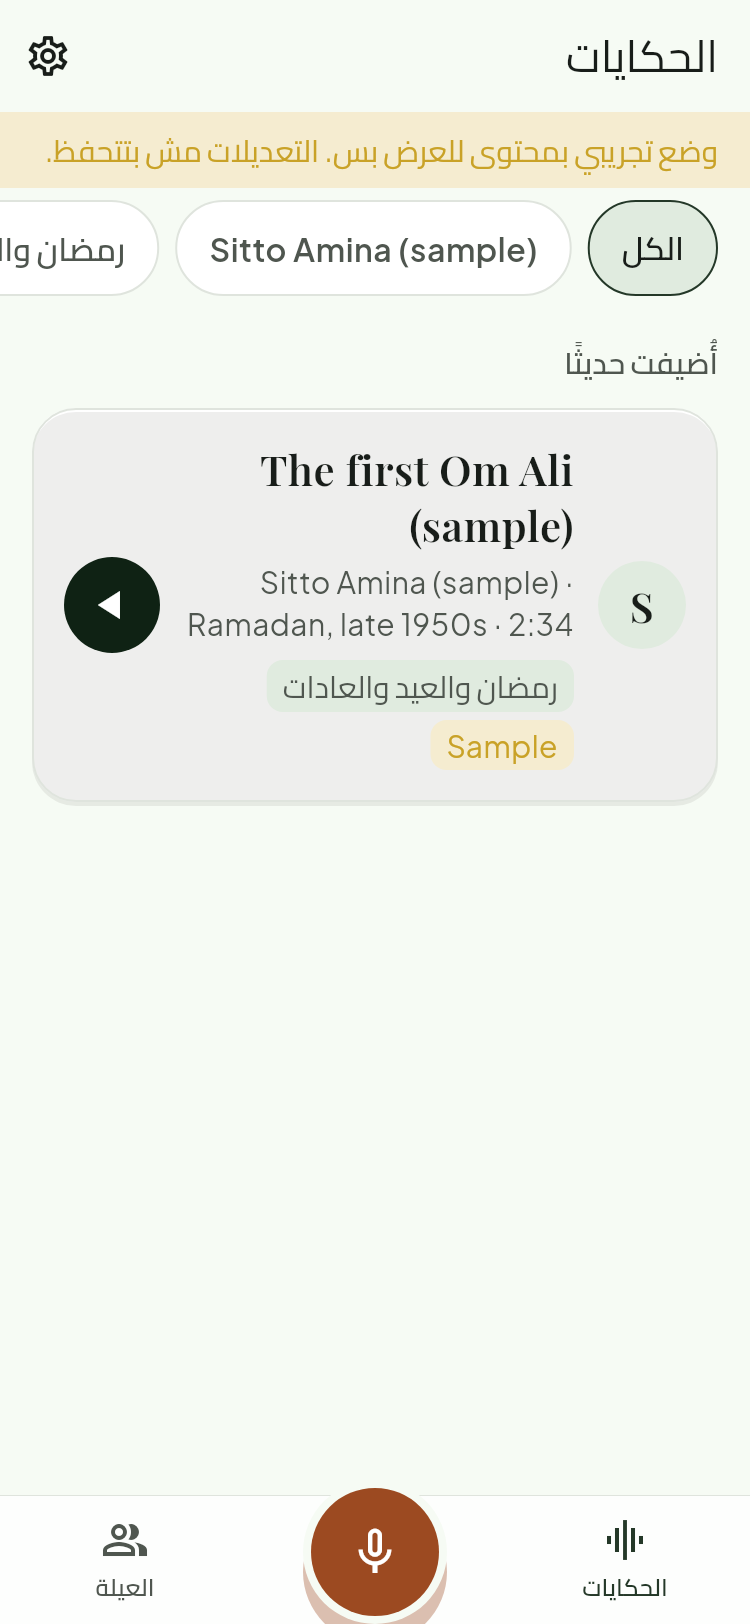 الحكايات
وضع تجريبي بمحتوى للعرض بس. التعديلات مش بتتحفظ.
الكل
Sitto Amina (sample)
رمضان وال
أُضيفت حديثًا
The first Om Ali
(sample)
Sitto Amina (sample) ·
Ramadan, late 1950s · 2:34
رمضان والعيد والعادات
Sample
S
الحكايات
العيلة